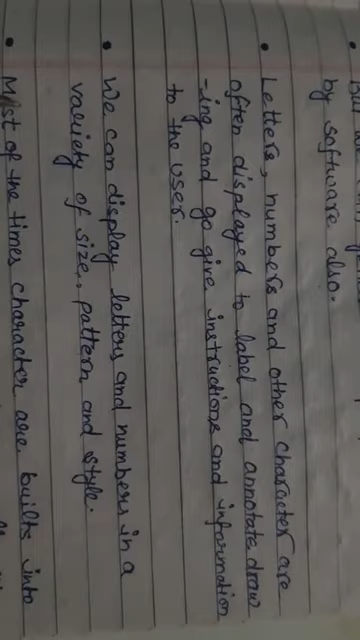 by software also.
• Letters, numbers and other character are
often displayed to label and annotate draw
-ing and go give instructions and information
to the user.
• We can display letters and numbers in a
variety of size, pattern and style.
• Most of the times character are builts into